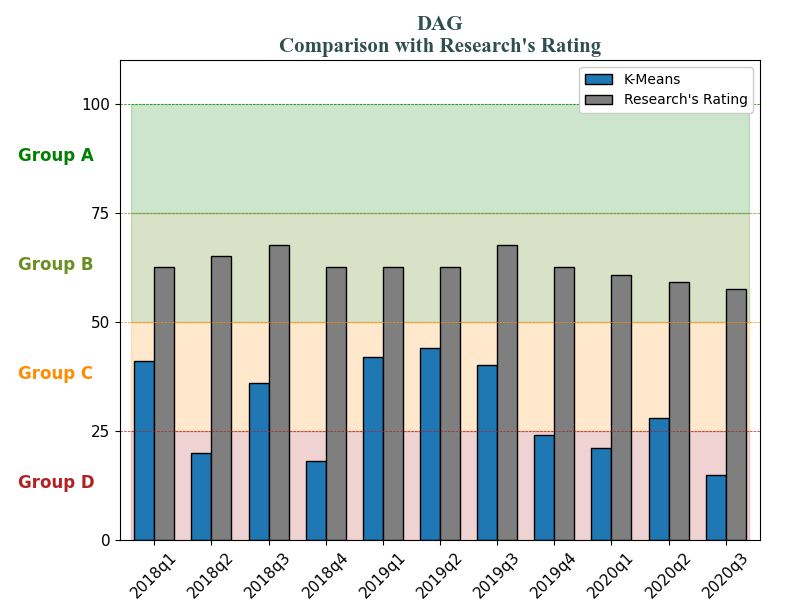 DAG
Comparison with Research's Rating
K-Means
Research's Rating
100
Group A
75
Group B
50
Group C
25
Group D
0
2018q1
2018q2
2018q3
2018q4
2019q1
2019q2
2019q3
2019q4
2020q1
2020q2
2020q3